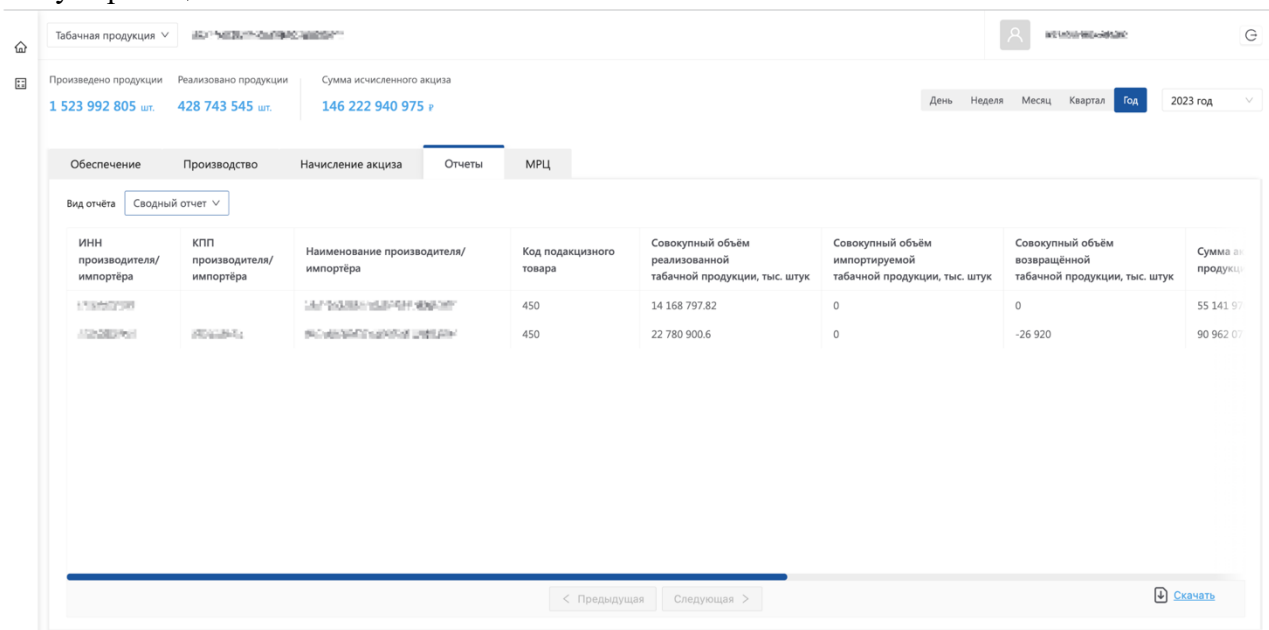 Табачная продукция
Произведено продукции Реализовано продукции Сумма исчисленного акциза
1 523 992 805 шт. 428 743 545 шт. 146 222 940 975 ₽
День Неделя Месяц Квартал Год 2023 год
Обеспечение Производство Начисление акциза Отчеты МРЦ
Вид отчёта Сводный отчет
ИНН
производителя/
импортёра
КПП
производителя/
импортёра
Наименование производителя/
импортёра
Код подакцизного
товара
Совокупный объём
реализованной
табачной продукции, тыс. штук
Совокупный объём
импортируемой
табачной продукции, тыс. штук
Совокупный объём
возвращённой
табачной продукции, тыс. штук
Сумма
450 14 168 797.82 0 0 55 141
450 22 780 900.6 0 -26 920 90 962
< Предыдущая Следующая >
Скачать